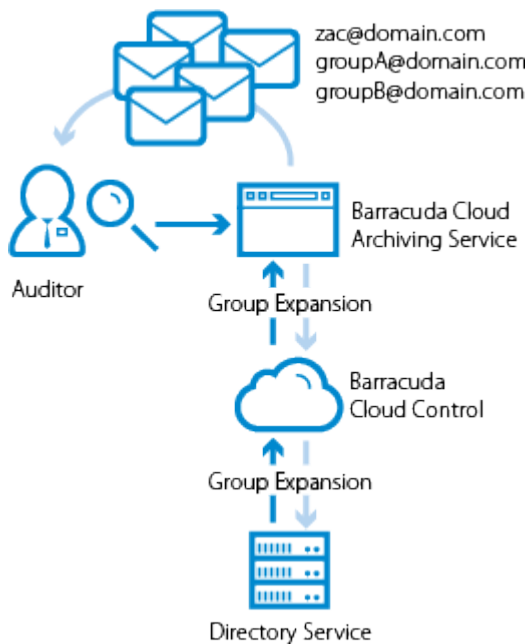 zac@domain.com
groupA@domain.com
groupB@domain.com
Auditor
Barracuda Cloud
Archiving Service
Group Expansion
Barracuda
Cloud Control
Group Expansion
Directory Service